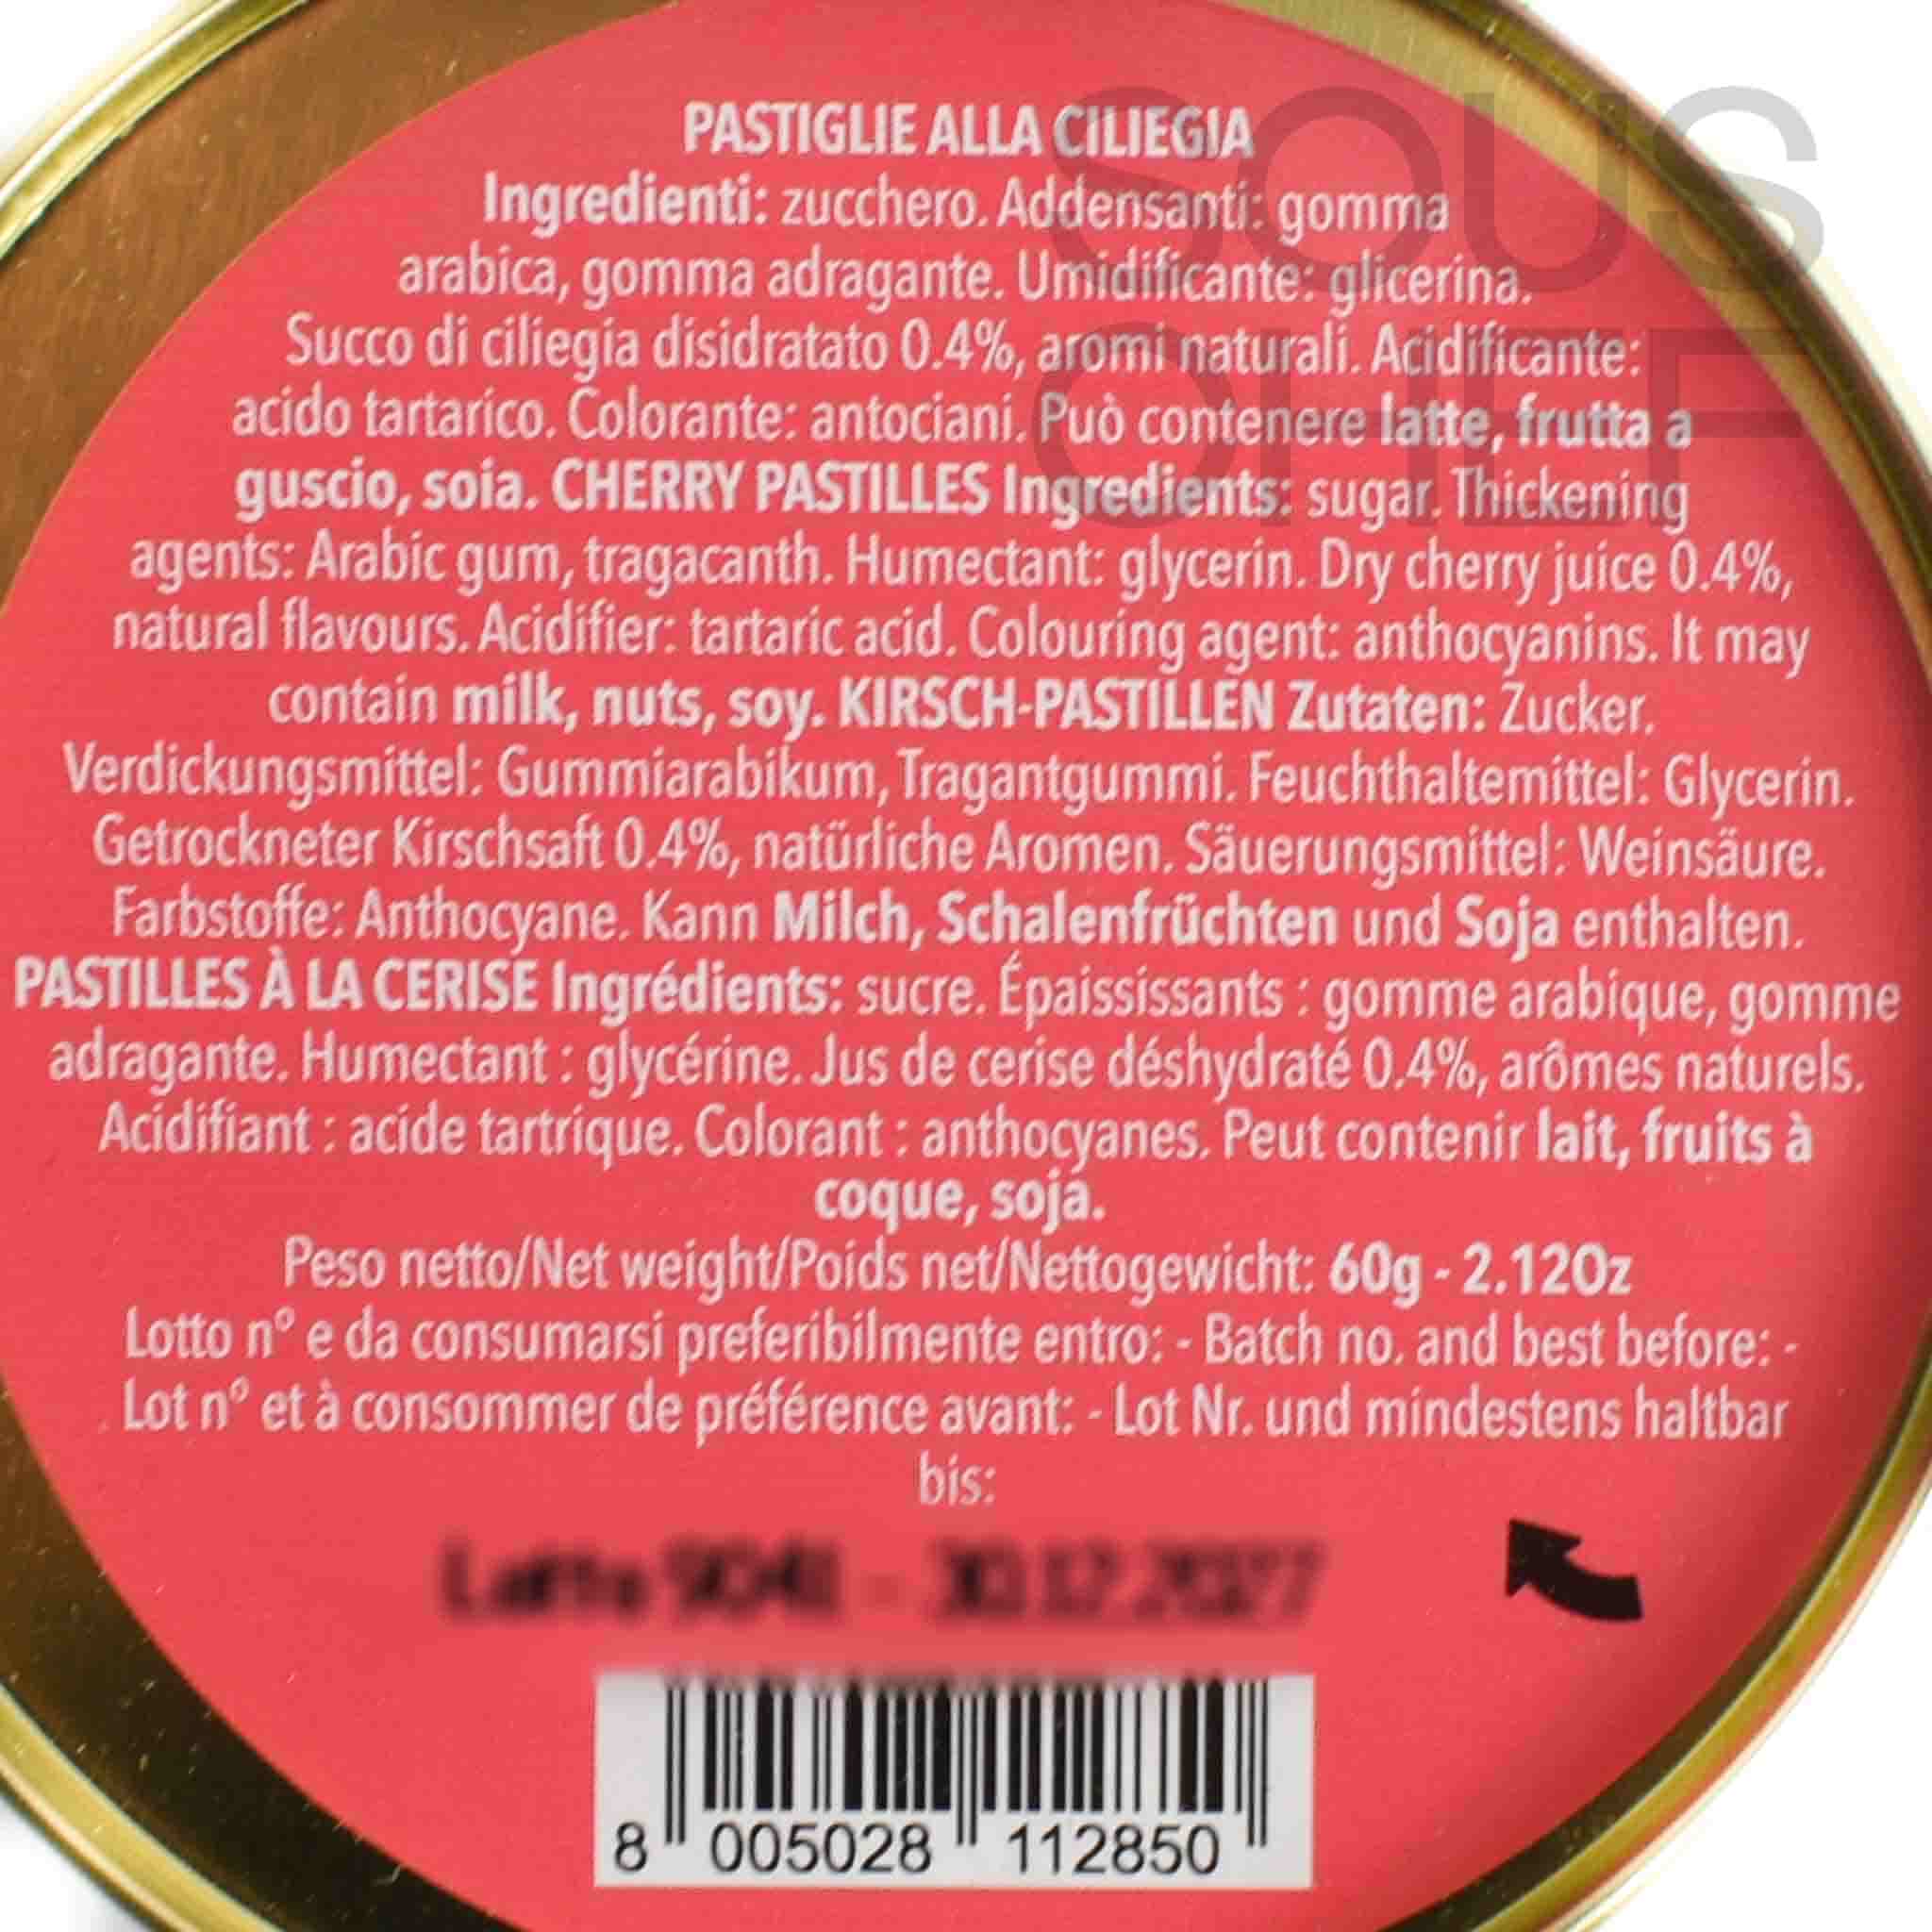 SOUS
CHEF
PASTIGLIE ALLA CILIEGIA
Ingredienti: zucchero. Addensanti: gomma
arabica, gomma adragante. Umidificante: glicerina.
Succo di ciliegia disidratato 0.4%, aromi naturali. Acidificante:
acido tartarico. Colorante: antociani. Può contenere latte, frutta a
guscio, soia. CHERRY PASTILLES Ingredients: sugar. Thickening
agents: Arabic gum, tragacanth. Humectant: glycerin. Dry cherry juice 0.4%,
natural flavours. Acidifier: tartaric acid. Colouring agent: anthocyanins. It may
contain milk, nuts, soy. KIRSCH-PASTILLEN Zutaten: Zucker.
Verdickungsmittel: Gummiarabikum, Tragantgummi. Feuchthaltemittel: Glycerin.
Getrockneter Kirschsaft 0.4%, natürliche Aromen. Säuerungsmittel: Weinsäure.
Farbstoffe: Anthocyane. Kann Milch, Schalenfrüchten und Soja enthalten.
PASTILLES À LA CERISE Ingrédients: sucre. Épaississants : gomme arabique, gomme
adragante. Humectant : glycérine. Jus de cerise déshydraté 0.4%, arômes naturels.
Acidifiant : acide tartrique. Colorant : anthocyanes. Peut contenir lait, fruits à
coque, soja.
Peso netto/Net weight/Poids net/Nettogewicht: 60g - 2.12Oz
Lotto n° e da consumarsi preferibilmente entro: - Batch no. and best before: -
Lot n° et à consommer de préférence avant: - Lot Nr. und mindestens haltbar
bis:
8 005028 112850